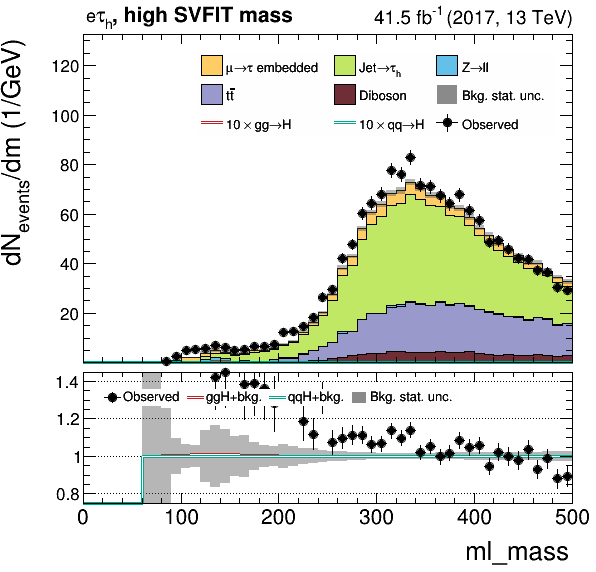 eτh, high SVFIT mass 41.5 fb⁻¹ (2017, 13 TeV)
dNevents/dm (1/GeV)
120
100
80
60
40
20
μ→τ embedded Jet→τh Z→ll
tt̅ Diboson Bkg. stat. unc.
10 × gg→H 10 × qq→H Observed
1.4
1.2
1.0
0.8
Observed ggH+bkg. qqH+bkg. Bkg. stat. unc.
0 100 200 300 400 500
ml_mass